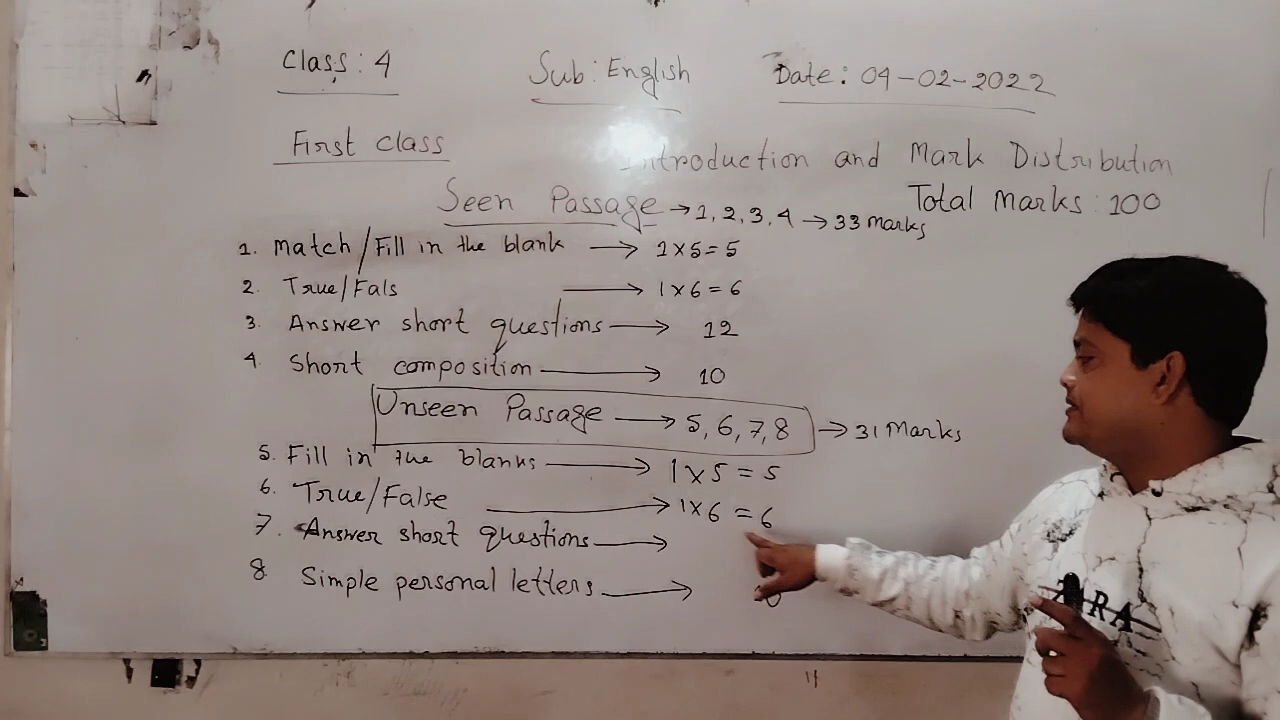 Class: 4 Sub: English Date: 04-02-2022
First class Introduction and Mark Distribution
Seen Passage → 1, 2, 3, 4 → 33 marks Total Marks: 100
1. Match/Fill in the blank → 1×5=5
2. True/Fals → 1×6=6
3. Answer short questions → 12
4. Short composition → 10
Unseen Passage → 5, 6, 7, 8 → 31 Marks
5. Fill in the blanks → 1×5=5
6. True/False → 1×6=6
7. Answer short questions →
8 Simple personal letters →
ZARA